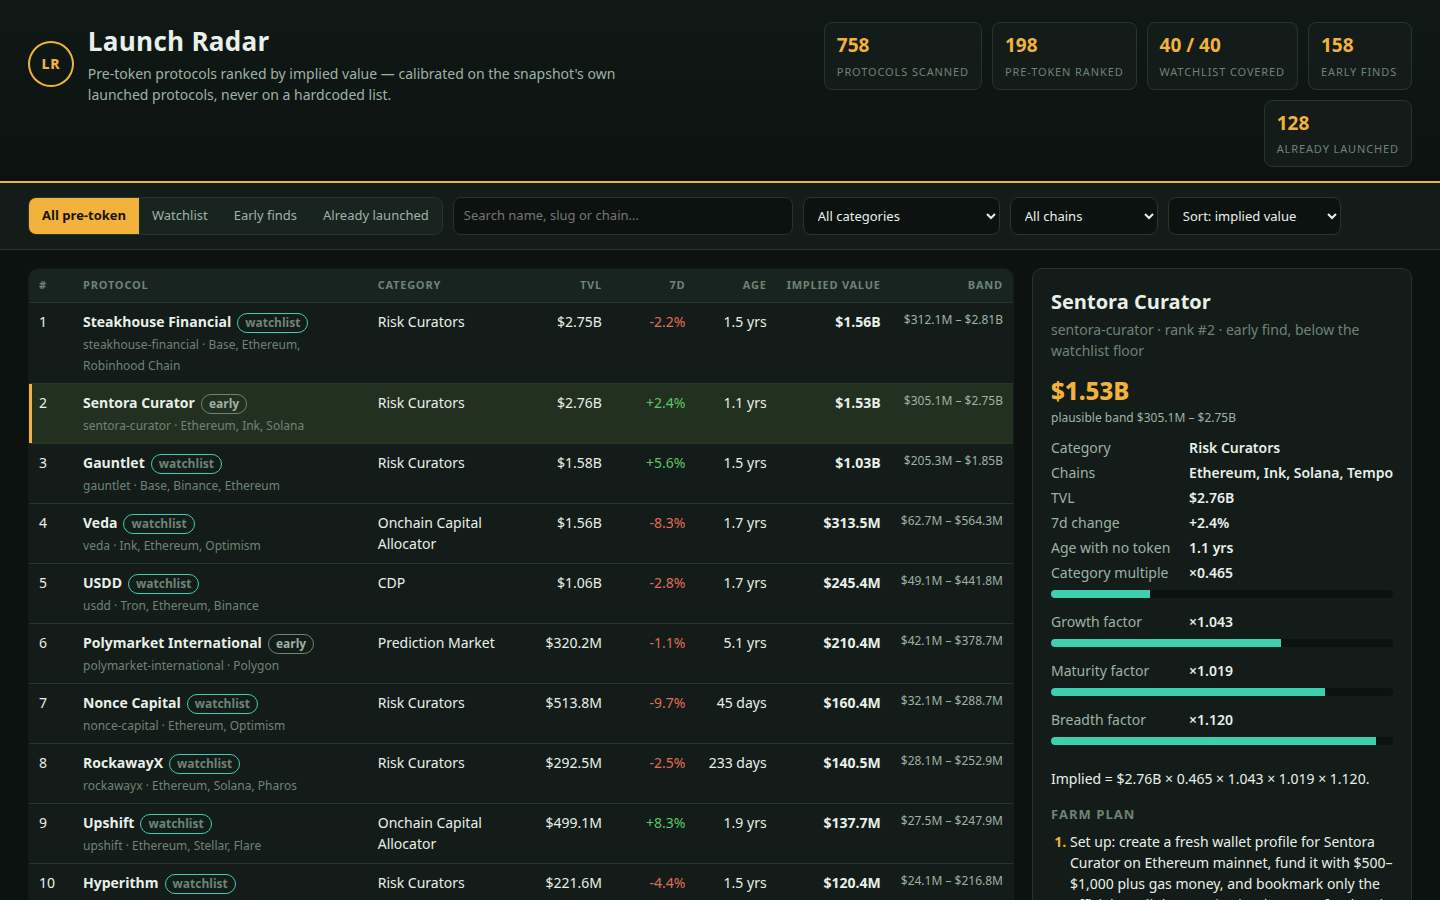 LR
Launch Radar
Pre-token protocols ranked by implied value — calibrated on the snapshot's own
launched protocols, never on a hardcoded list.
758
PROTOCOLS SCANNED
198
PRE-TOKEN RANKED
40 / 40
WATCHLIST COVERED
158
EARLY FINDS
128
ALREADY LAUNCHED
All pre-token Watchlist Early finds Already launched Search name, slug or chain... All categories All chains Sort: implied value
# PROTOCOL CATEGORY TVL 7D AGE IMPLIED VALUE BAND
1 Steakhouse Financial watchlist Risk Curators $2.75B -2.2% 1.5 yrs $1.56B $312.1M – $2.81B
steakhouse-financial · Base, Ethereum,
Robinhood Chain
2 Sentora Curator early Risk Curators $2.76B +2.4% 1.1 yrs $1.53B $305.1M – $2.75B
sentora-curator · Ethereum, Ink, Solana
3 Gauntlet watchlist Risk Curators $1.58B +5.6% 1.5 yrs $1.03B $205.3M – $1.85B
gauntlet · Base, Binance, Ethereum
4 Veda watchlist Onchain Capital $1.56B -8.3% 1.7 yrs $313.5M $62.7M – $564.3M
Allocator
veda · Ink, Ethereum, Optimism
5 USDD watchlist CDP $1.06B -2.8% 1.7 yrs $245.4M $49.1M – $441.8M
usdd · Tron, Ethereum, Binance
6 Polymarket International early Prediction Market $320.2M -1.1% 5.1 yrs $210.4M $42.1M – $378.7M
polymarket-international · Polygon
7 Nonce Capital watchlist Risk Curators $513.8M -9.7% 45 days $160.4M $32.1M – $288.7M
nonce-capital · Ethereum, Optimism
8 RockawayX watchlist Risk Curators $292.5M -2.5% 233 days $140.5M $28.1M – $252.9M
rockawayx · Ethereum, Solana, Pharos
9 Upshift watchlist Onchain Capital $499.1M +8.3% 1.9 yrs $137.7M $27.5M – $247.9M
Allocator
upshift · Ethereum, Stellar, Flare
10 Hyperithm watchlist Risk Curators $221.6M -4.4% 1.5 yrs $120.4M $24.1M – $216.8M
Sentora Curator
sentora-curator · rank #2 · early find, below the
watchlist floor
$1.53B
plausible band $305.1M – $2.75B
Category Risk Curators
Chains Ethereum, Ink, Solana, Tempo
TVL $2.76B
7d change +2.4%
Age with no token 1.1 yrs
Category multiple ×0.465
Growth factor ×1.043
Maturity factor ×1.019
Breadth factor ×1.120
Implied = $2.76B × 0.465 × 1.043 × 1.019 × 1.120.
FARM PLAN
1. Set up: create a fresh wallet profile for Sentora
Curator on Ethereum mainnet, fund it with $500–
$1,000 plus gas money, and bookmark only the